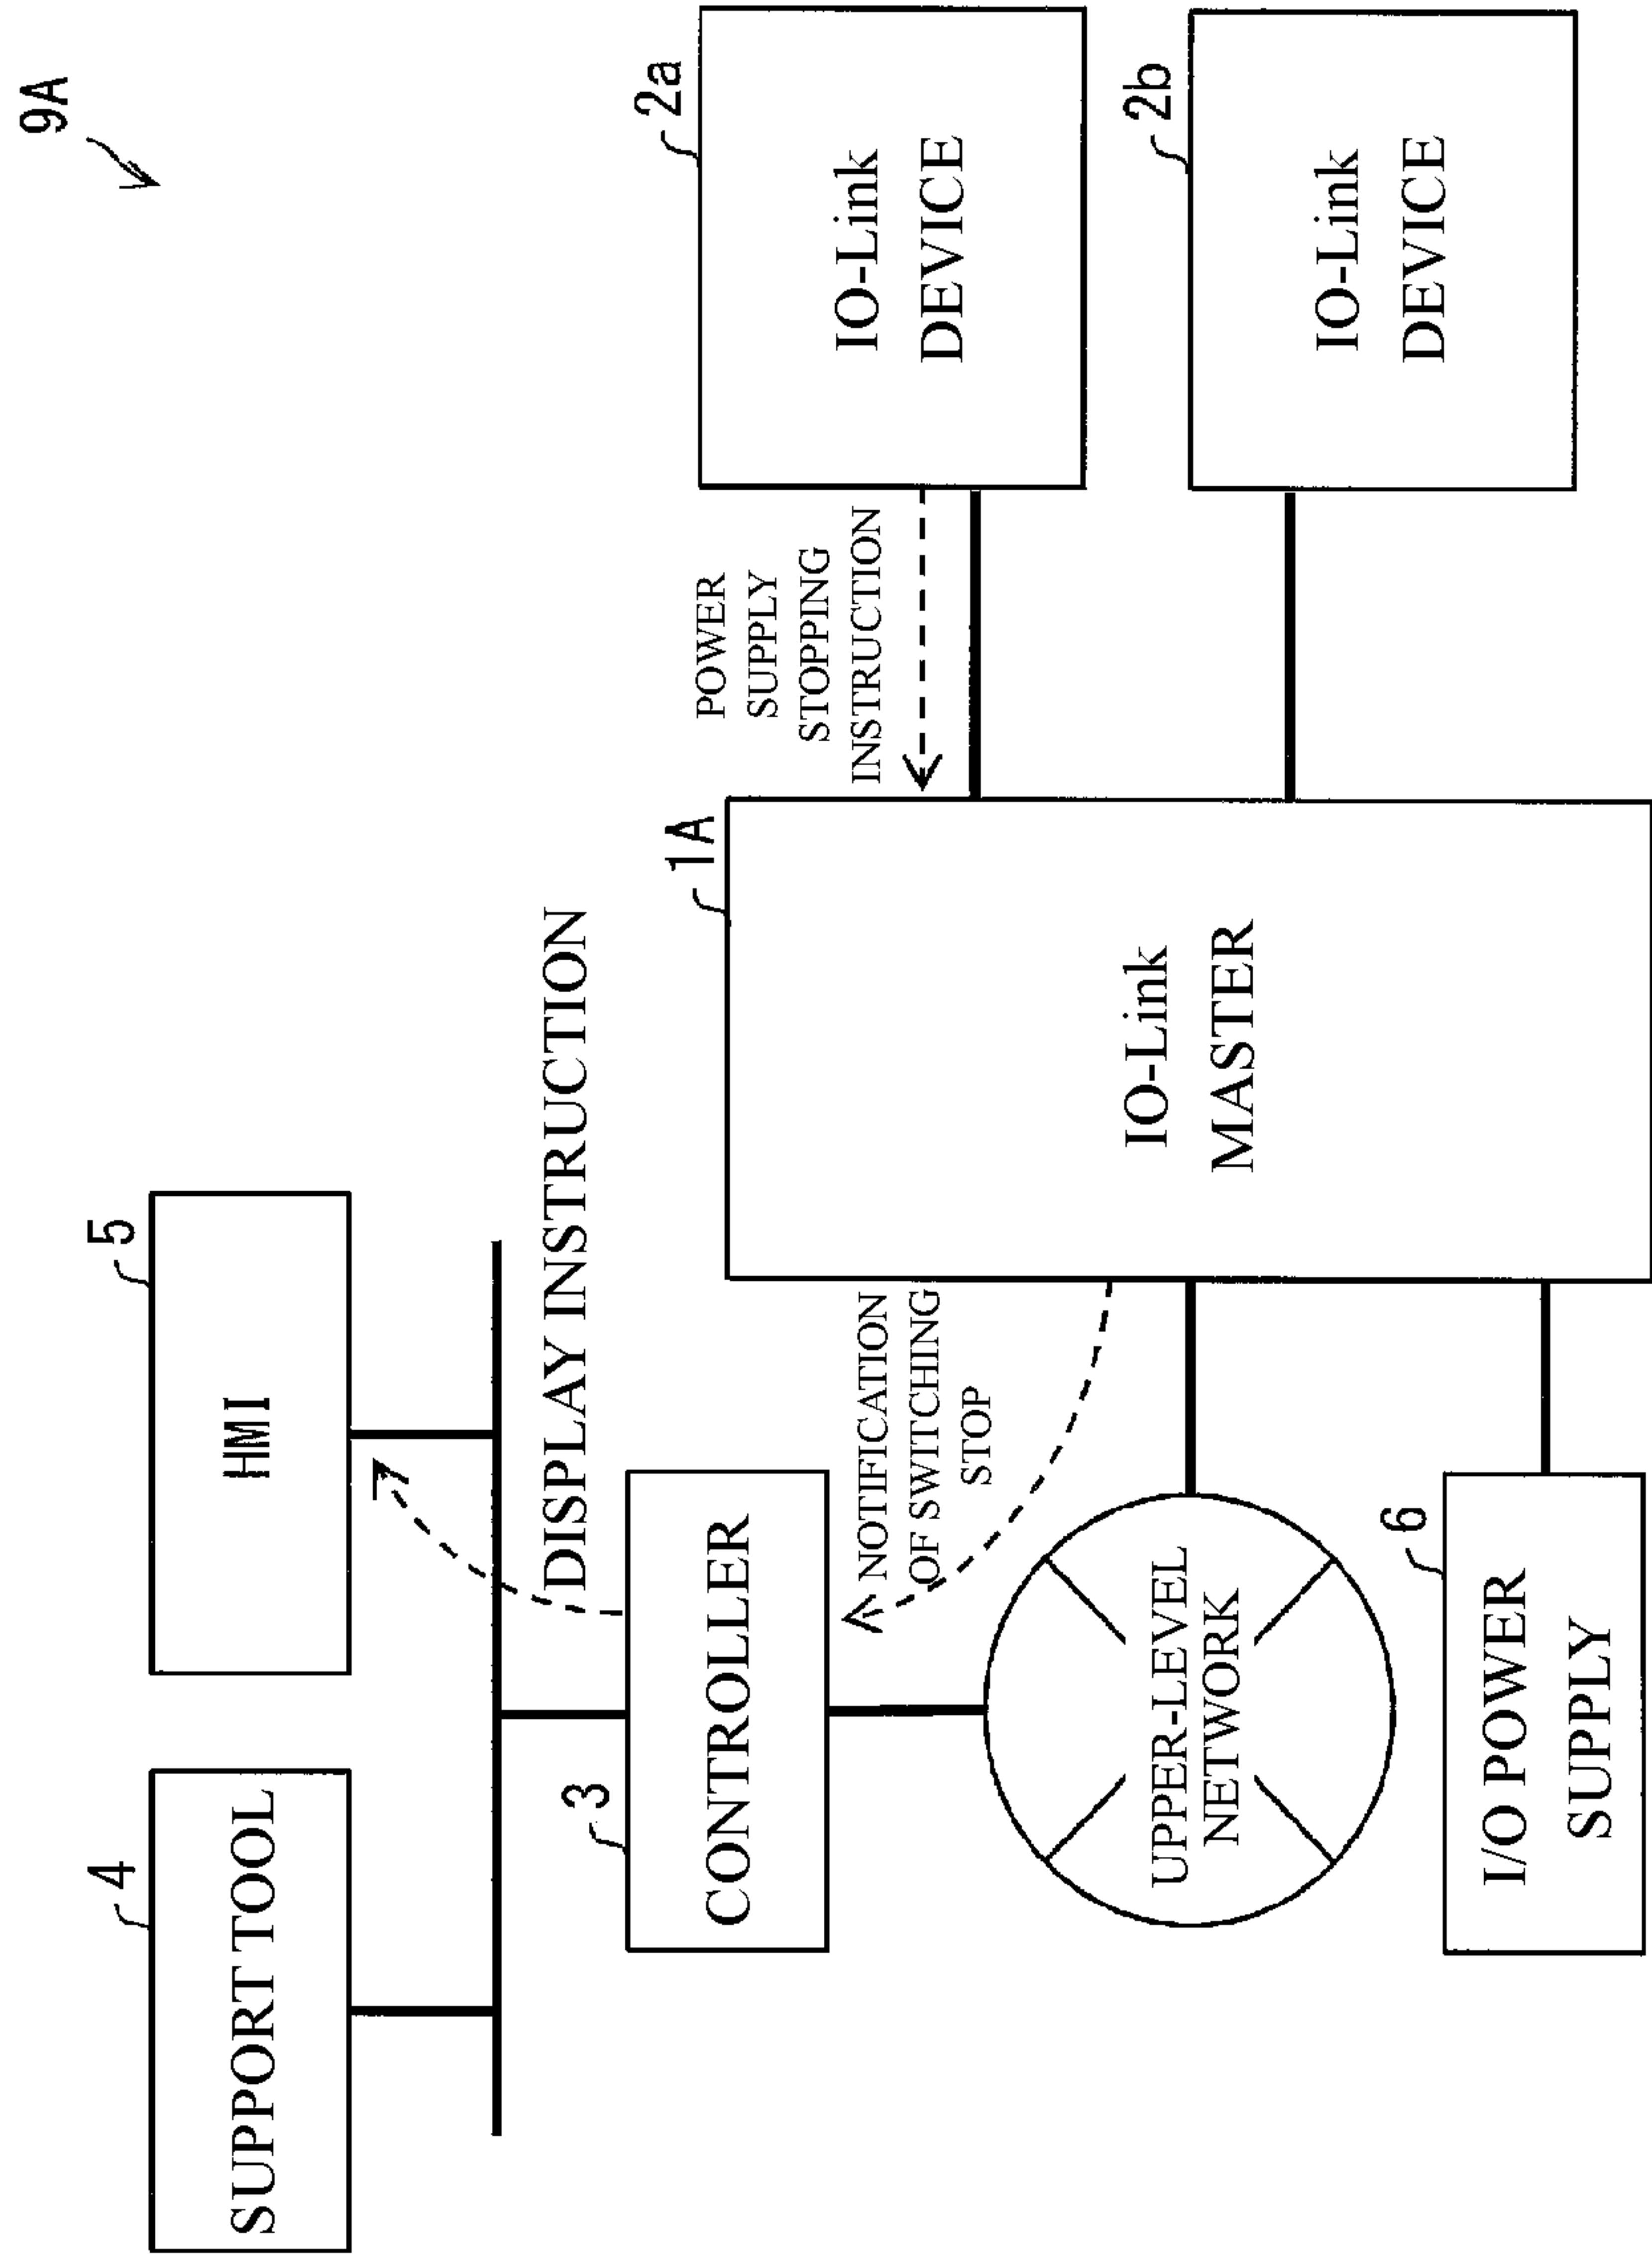 9A
4
SUPPORT TOOL
5
HMI
DISPLAY INSTRUCTION
3
CONTROLLER
NOTIFICATION
OF SWITCHING
STOP
UPPER-LEVEL
NETWORK
6
I/O POWER
SUPPLY
1A
IO-Link
MASTER
POWER
SUPPLY
STOPPING
INSTRUCTION
2a
IO-Link
DEVICE
2b
IO-Link
DEVICE